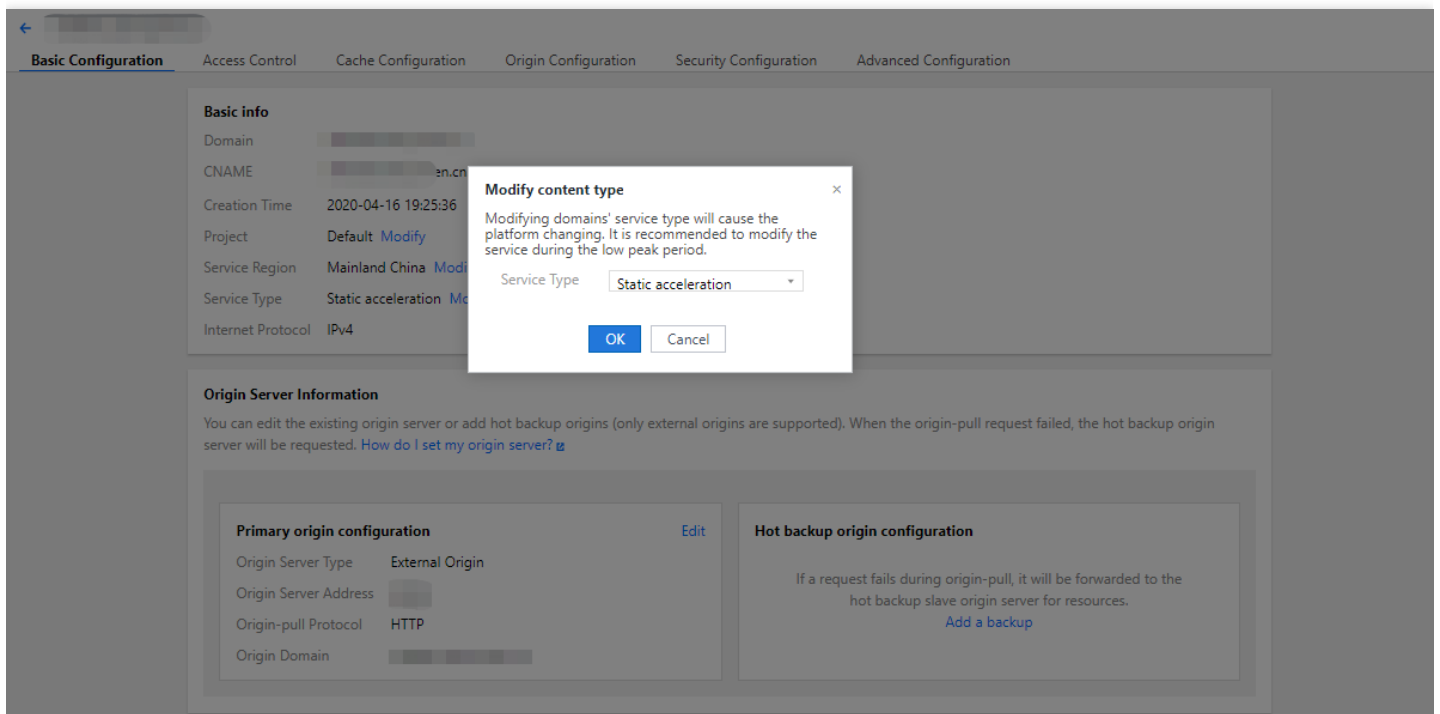 Basic Configuration Access Control Cache Configuration Origin Configuration Security Configuration Advanced Configuration
Basic info
Domain
CNAME en.cn
Creation Time 2020-04-16 19:25:36
Project Default Modify
Service Region Mainland China Modi
Service Type Static acceleration Mo
Internet Protocol IPv4
Modify content type ×
Modifying domains' service type will cause the
platform changing. It is recommended to modify the
service during the low peak period.
Service Type Static acceleration
OK Cancel
Origin Server Information
You can edit the existing origin server or add hot backup origins (only external origins are supported). When the origin-pull request failed, the hot backup origin
server will be requested. How do I set my origin server?
Primary origin configuration Edit
Origin Server Type External Origin
Origin Server Address
Origin-pull Protocol HTTP
Origin Domain
Hot backup origin configuration
If a request fails during origin-pull, it will be forwarded to the
hot backup slave origin server for resources.
Add a backup